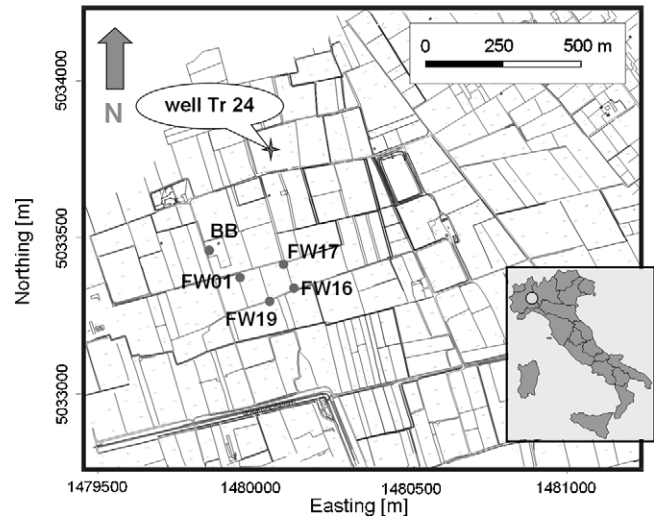 0 250 500 m
5034000
N
well Tr 24
Northing [m]
5033500
BB
FW17
FW01
FW16
FW19
5033000
1479500 1480000 1480500 1481000
Easting [m]